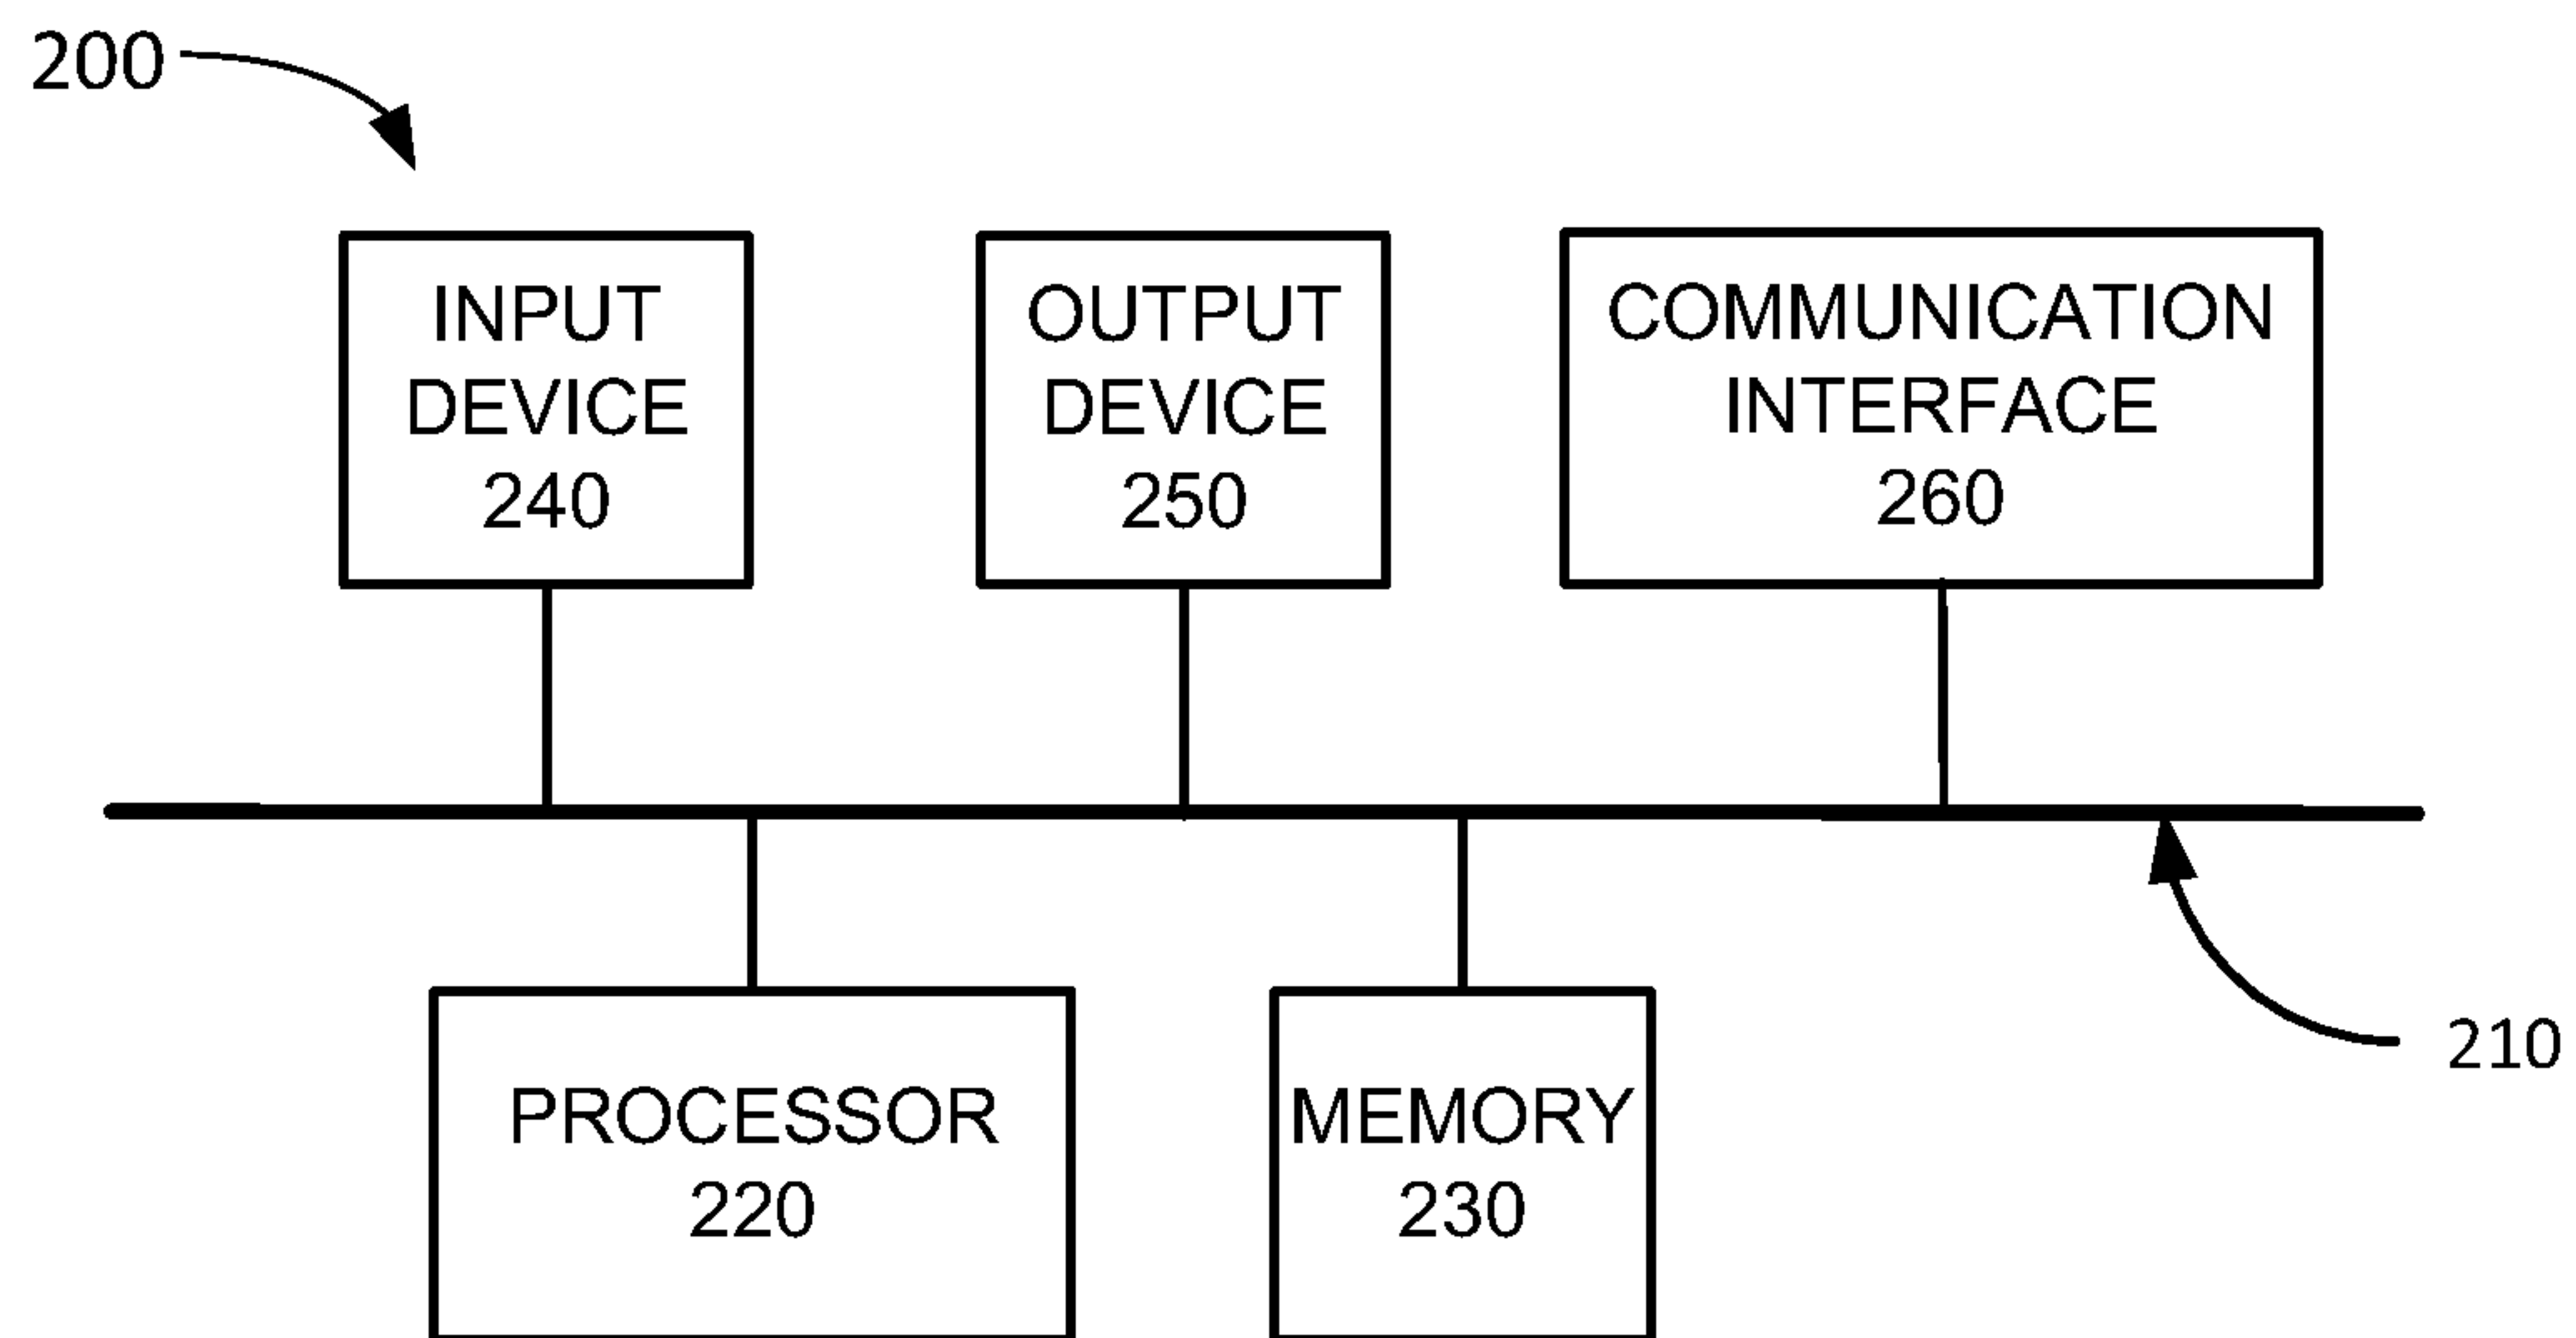 200
INPUT
DEVICE
240
OUTPUT
DEVICE
250
COMMUNICATION
INTERFACE
260
PROCESSOR
220
MEMORY
230
210